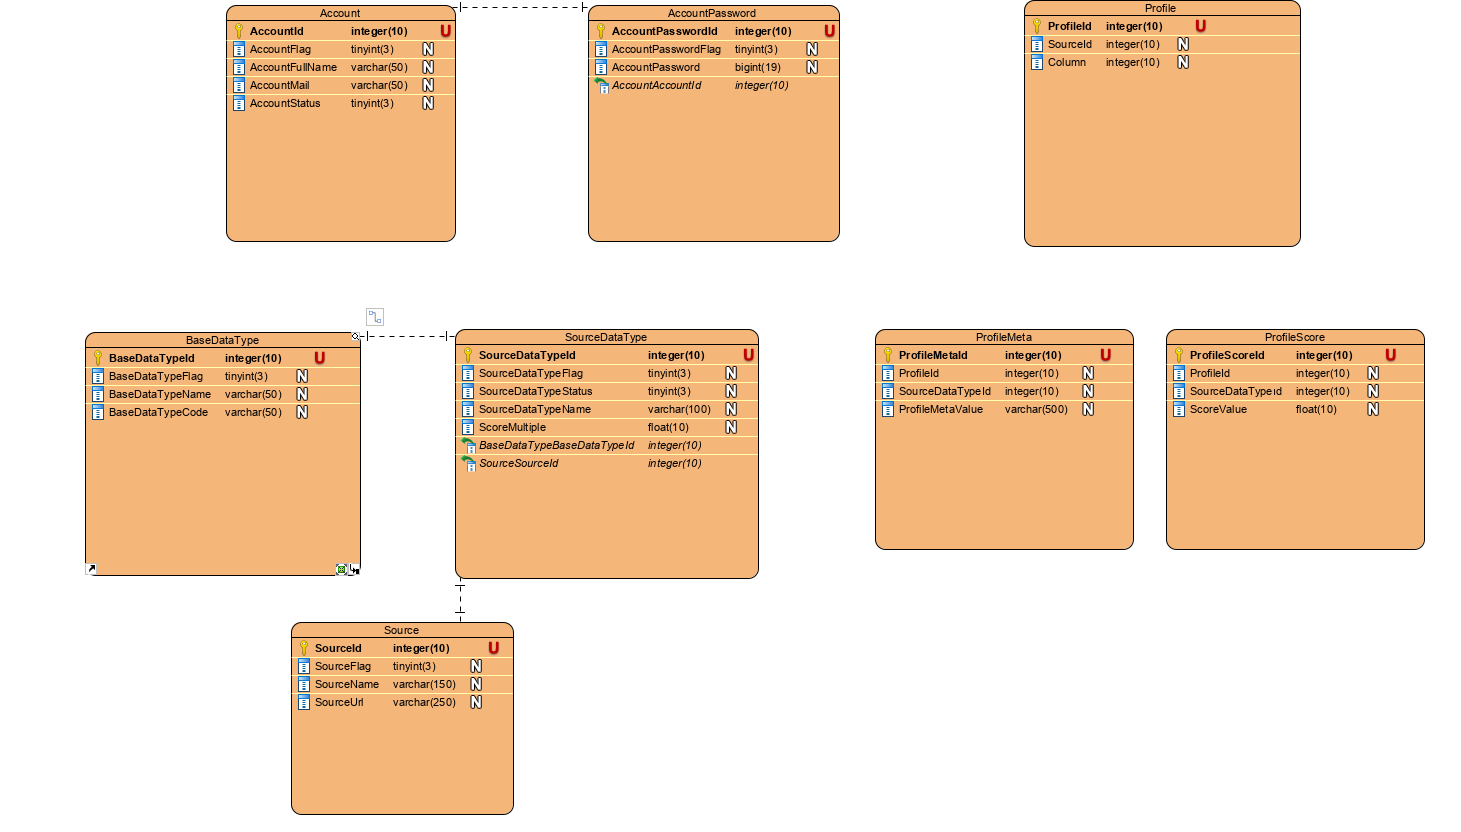 Account
AccountId integer(10) U
AccountFlag tinyint(3) N
AccountFullName varchar(50) N
AccountMail varchar(50) N
AccountStatus tinyint(3) N
AccountPassword
AccountPasswordId integer(10) U
AccountPasswordFlag tinyint(3) N
AccountPassword bigint(19) N
AccountAccountId integer(10)
Profile
ProfileId integer(10) U
SourceId integer(10) N
Column integer(10) N
BaseDataType
BaseDataTypeId integer(10) U
BaseDataTypeFlag tinyint(3) N
BaseDataTypeName varchar(50) N
BaseDataTypeCode varchar(50) N
SourceDataType
SourceDataTypeId integer(10) U
SourceDataTypeFlag tinyint(3) N
SourceDataTypeStatus tinyint(3) N
SourceDataTypeName varchar(100) N
ScoreMultiple float(10) N
BaseDataTypeBaseDataTypeId integer(10)
SourceSourceId integer(10)
ProfileMeta
ProfileMetaId integer(10) U
ProfileId integer(10) N
SourceDataTypeId integer(10) N
ProfileMetaValue varchar(500) N
ProfileScore
ProfileScoreId integer(10) U
ProfileId integer(10) N
SourceDataTypeId integer(10) N
ScoreValue float(10) N
Source
SourceId integer(10) U
SourceFlag tinyint(3) N
SourceName varchar(150) N
SourceUrl varchar(250) N